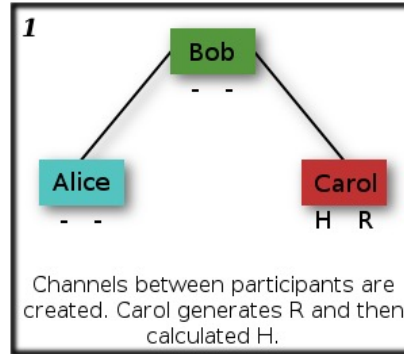 1
Bob
- -
Alice
- -
Carol
H R
Channels between participants are
created. Carol generates R and then
calculated H.